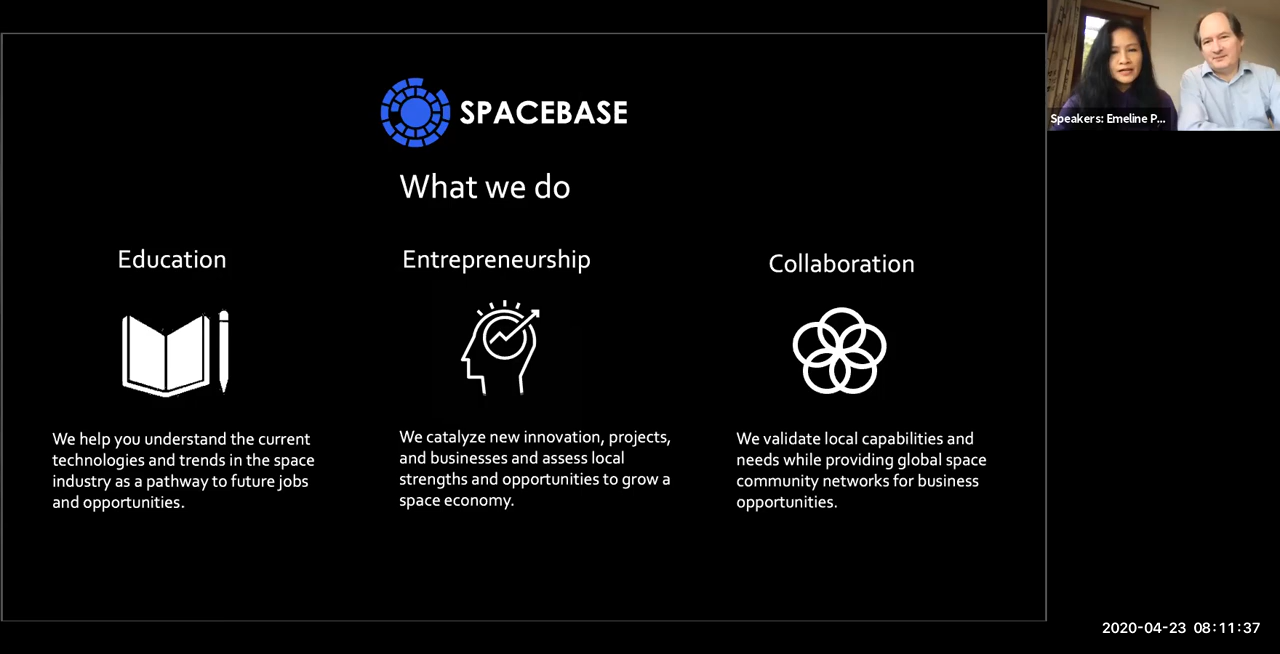 SPACEBASE
Speakers: Emeline P...
What we do
Education
Entrepreneurship
Collaboration
We help you understand the current
technologies and trends in the space
industry as a pathway to future jobs
and opportunities.
We catalyze new innovation, projects,
and businesses and assess local
strengths and opportunities to grow a
space economy.
We validate local capabilities and
needs while providing global space
community networks for business
opportunities.
2020-04-23 08:11:37